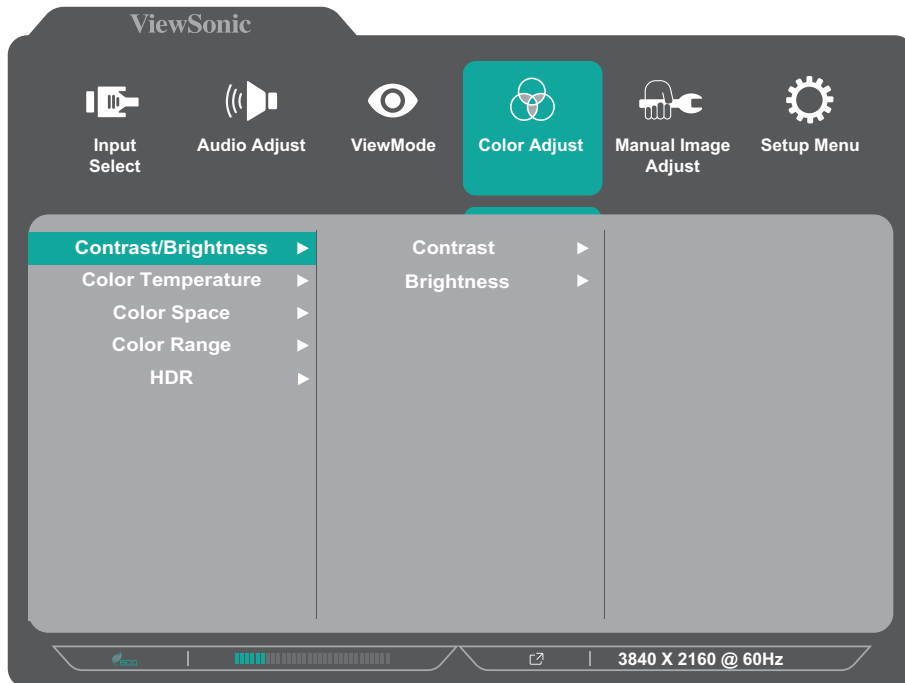 ViewSonic
Input
Select
Audio Adjust
ViewMode
Color Adjust
Manual Image
Adjust
Setup Menu
Contrast/Brightness
Color Temperature
Color Space
Color Range
HDR
Contrast
Brightness
eco
3840 X 2160 @ 60Hz